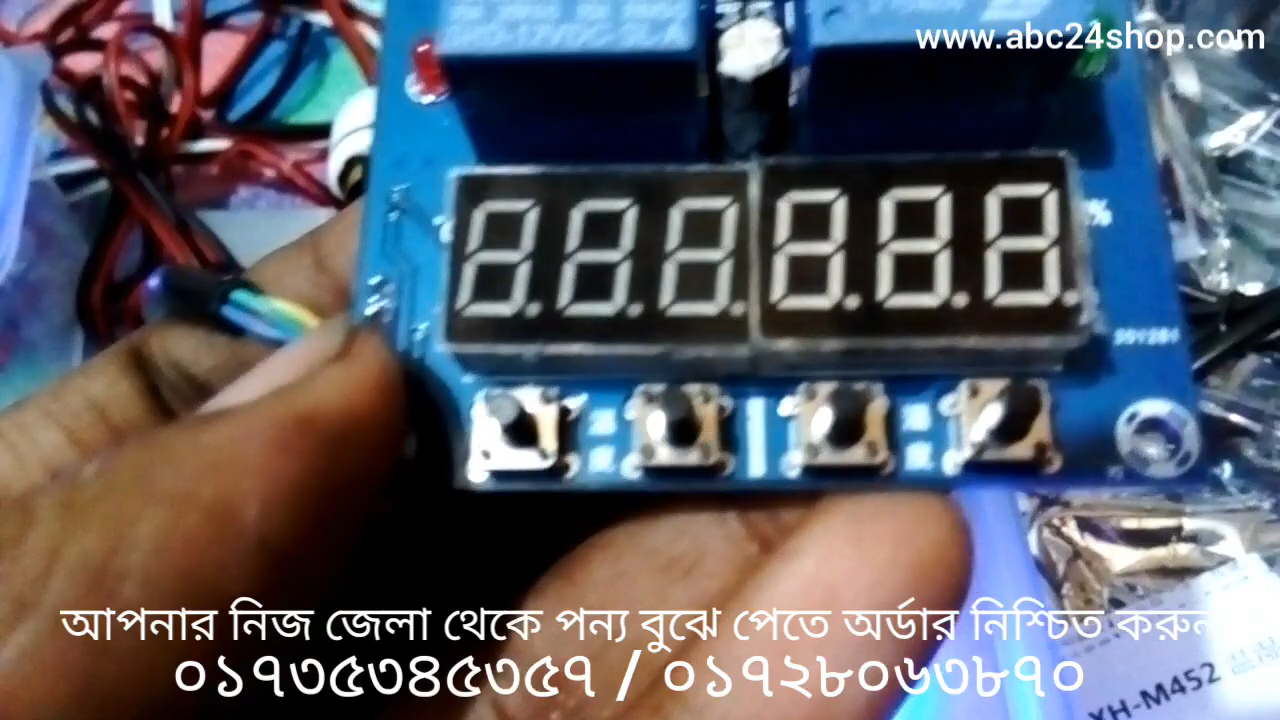 www.abc24shop.com
%
আপনার নিজ জেলা থেকে পন্য বুঝে পেতে অর্ডার নিশ্চিত করুন
০১৭৩৫৩৪৫৩৫৭ / ০১৭২৮০৬৩৮৭০
XH-M452